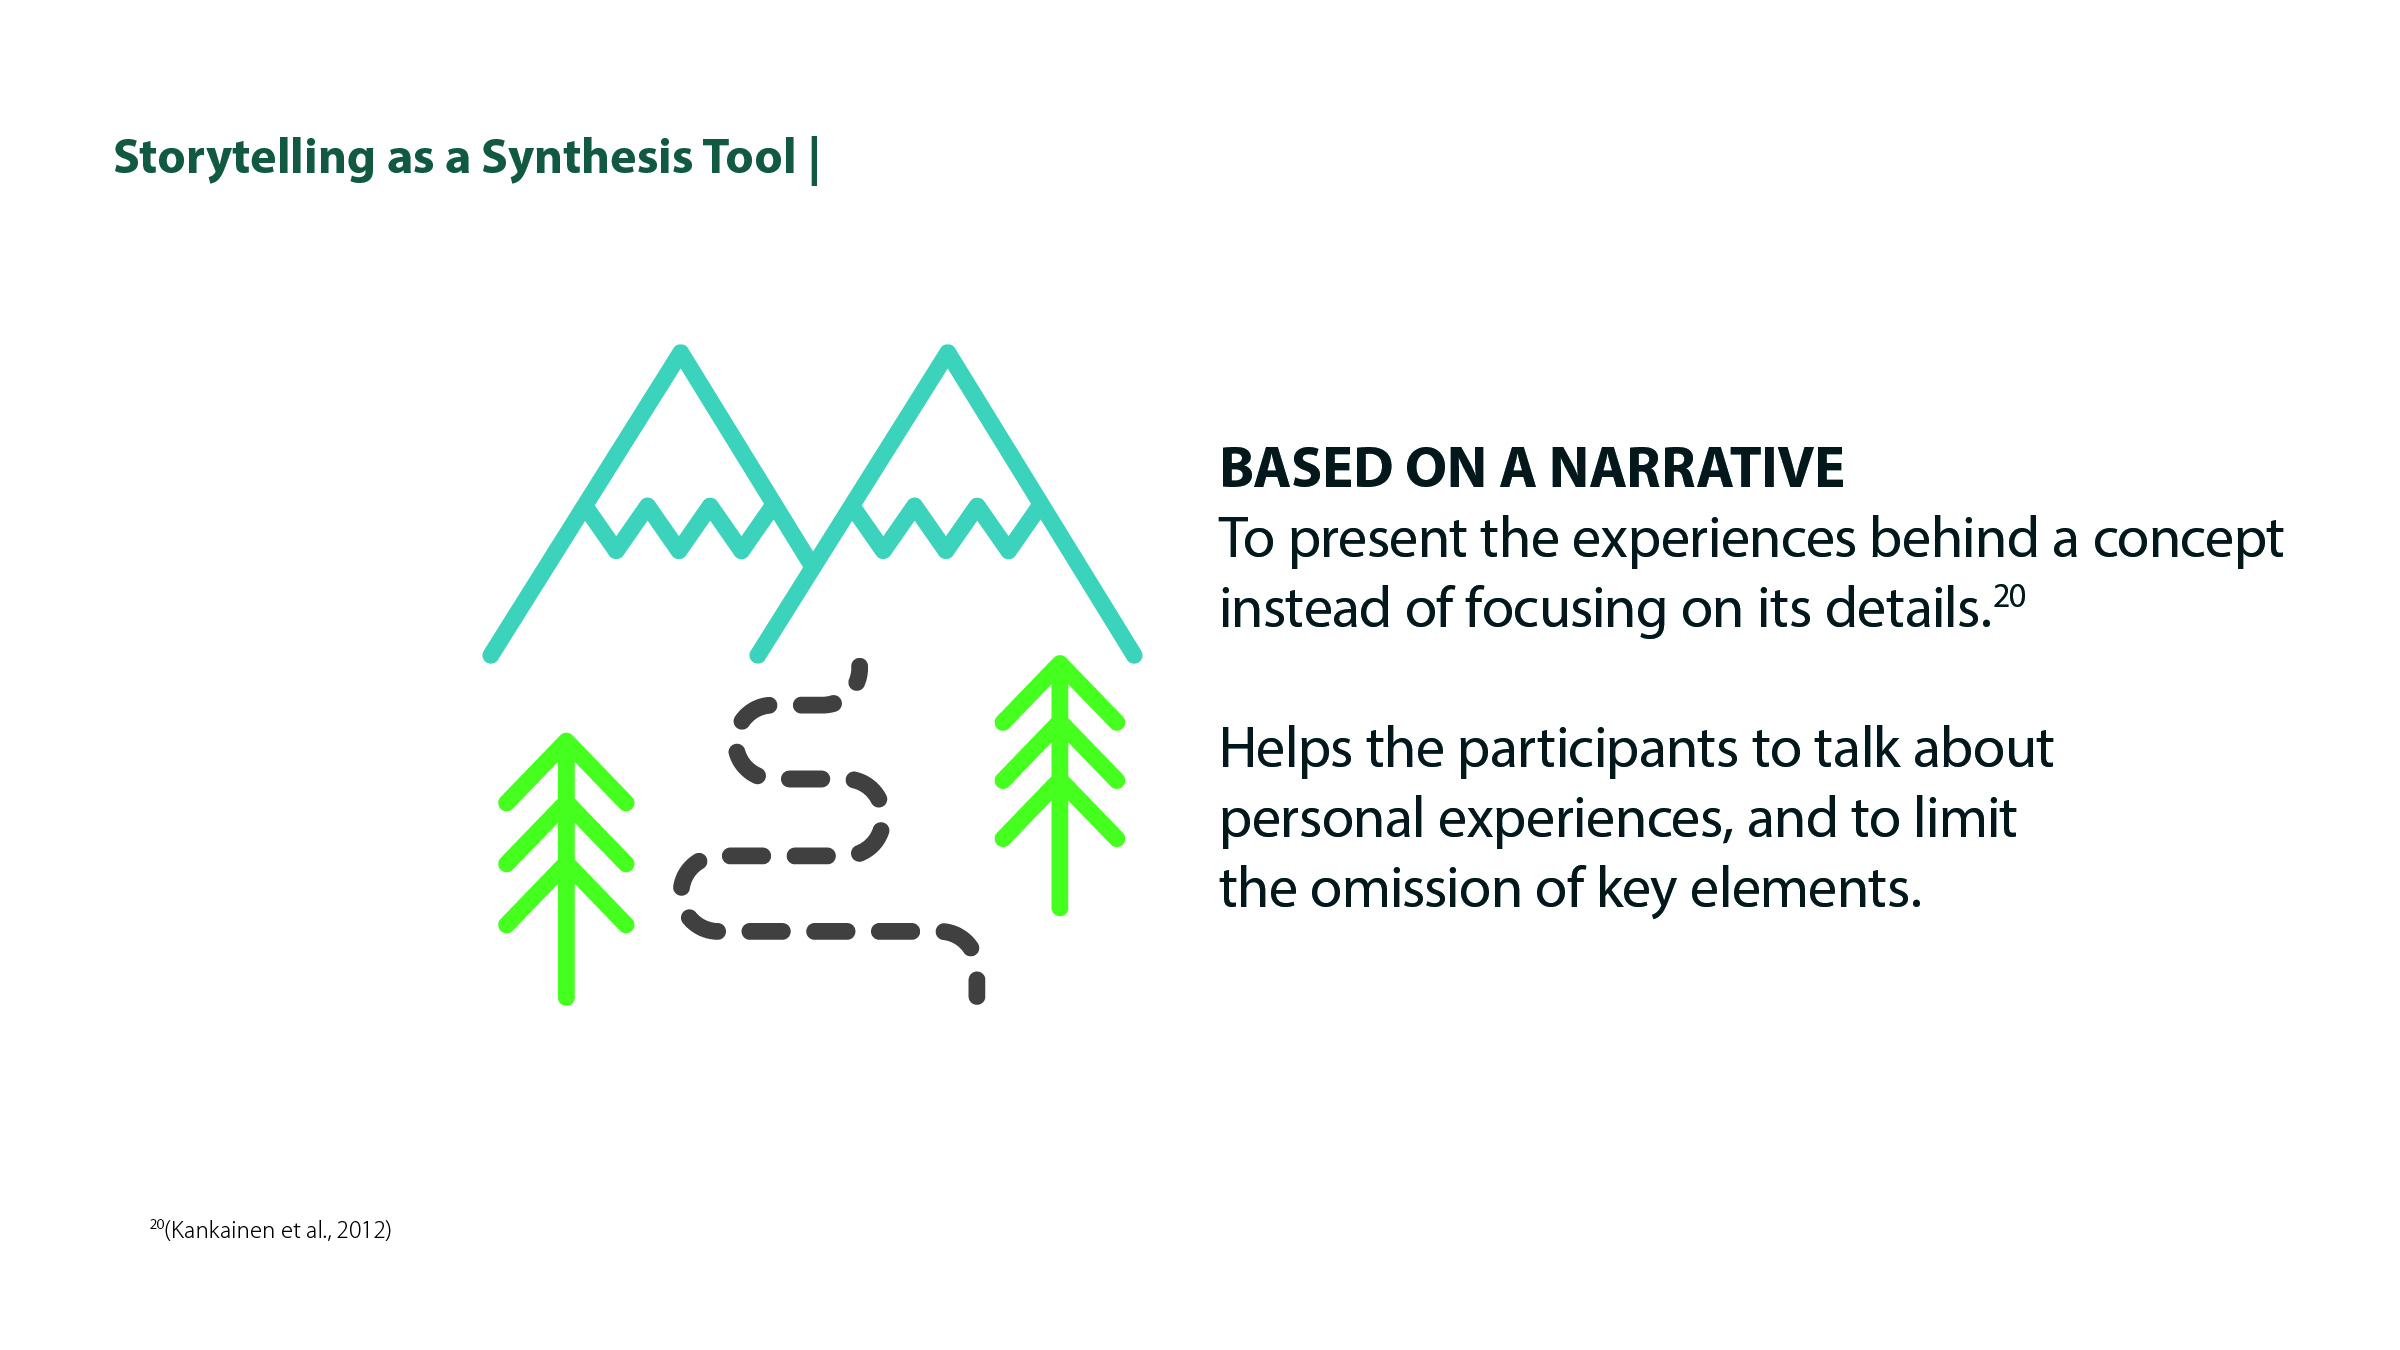 Storytelling as a Synthesis Tool |
BASED ON A NARRATIVE
To present the experiences behind a concept
instead of focusing on its details.20
Helps the participants to talk about
personal experiences, and to limit
the omission of key elements.
20(Kankainen et al., 2012)